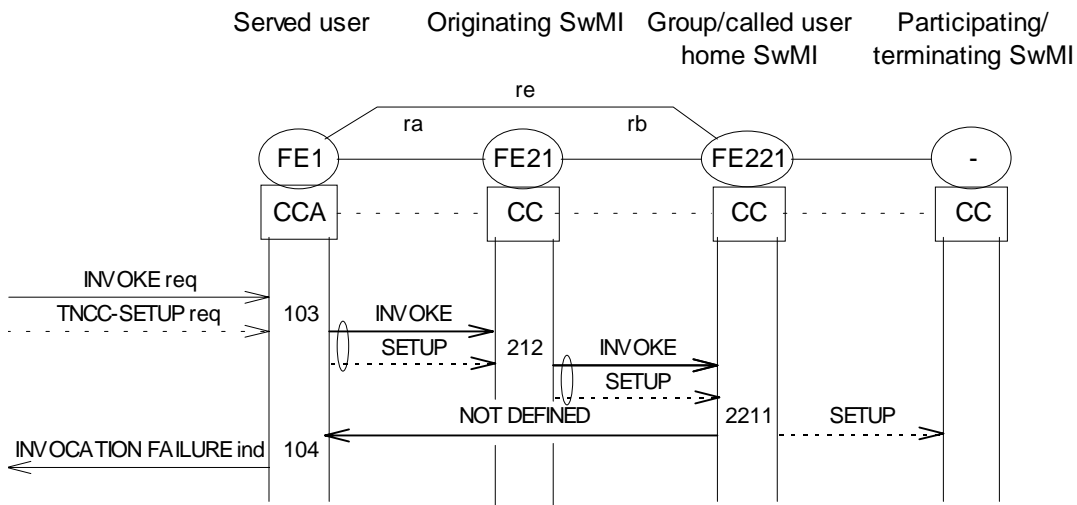 Served user Originating SwMI Group/called user Participating/
home SwMI terminating SwMI
re
ra rb
FE1 FE21 FE221 -
CCA CC CC CC
INVOKE req
TNCC-SETUP req 103 INVOKE
SETUP 212 INVOKE
SETUP
NOT DEFINED 2211 SETUP
INVOCATION FAILURE ind 104